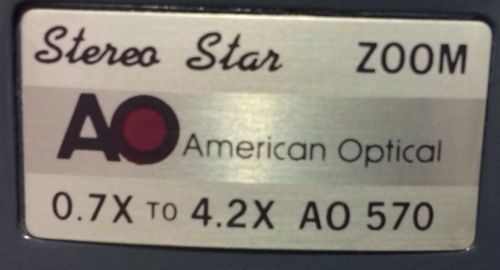 Stereo Star ZOOM
AO American Optical
0.7X TO 4.2X AO 570